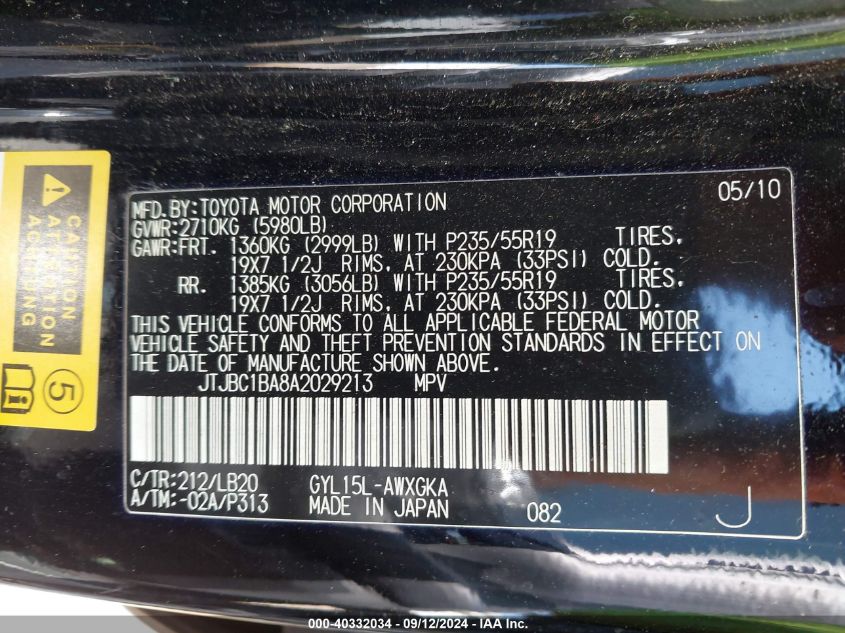 MFD.BY:TOYOTA MOTOR CORPORATION 05/10
GVWR:2710KG (5980LB)
GAWR:FRT. 1360KG (2999LB) WITH P235/55R19 TIRES,
19X7 1/2J RIMS, AT 230KPA (33PSI) COLD.
RR. 1385KG (3056LB) WITH P235/55R19 TIRES,
19X7 1/2J RIMS, AT 230KPA (33PSI) COLD.
THIS VEHICLE CONFORMS TO ALL APPLICABLE FEDERAL MOTOR
VEHICLE SAFETY AND THEFT PREVENTION STANDARDS IN EFFECT ON
THE DATE OF MANUFACTURE SHOWN ABOVE.
JTJBC1BA8A2029213 MPV
C/TR:212/LB20 GYL15L-AWXGKA
A/TM:-02A/P313 MADE IN JAPAN 082 J
CAUTION
ATTENTION
ACHTUNG
5
000-40332034 - 09/12/2024 - IAA Inc.